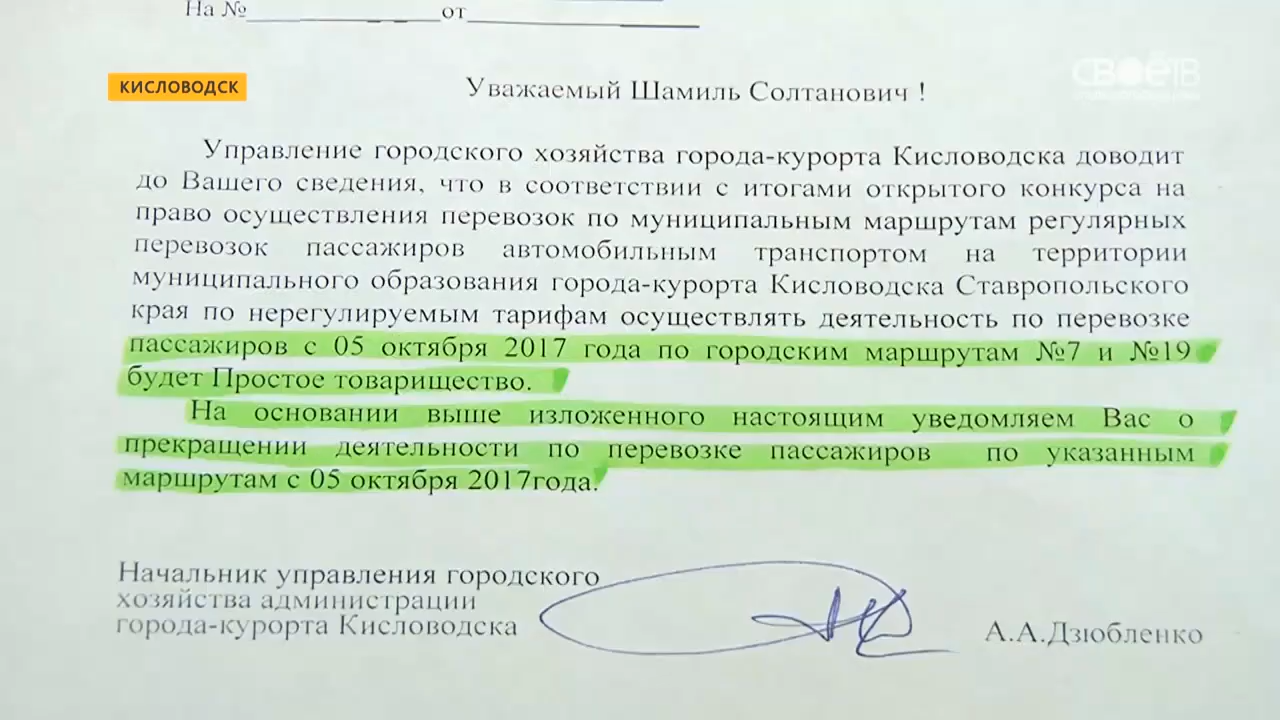 На №____________ от______________
КИСЛОВОДСК
СВОЕТВ
Уважаемый Шамиль Солтанович !
Управление городского хозяйства города-курорта Кисловодска доводит
до Вашего сведения, что в соответствии с итогами открытого конкурса на
право осуществления перевозок по муниципальным маршрутам регулярных
перевозок пассажиров автомобильным транспортом на территории
муниципального образования города-курорта Кисловодска Ставропольского
края по нерегулируемым тарифам осуществлять деятельность по перевозке
пассажиров с 05 октября 2017 года по городским маршрутам №7 и №19
будет Простое товарищество.
На основании выше изложенного настоящим уведомляем Вас о
прекращении деятельности по перевозке пассажиров по указанным
маршрутам с 05 октября 2017года.
Начальник управления городского
хозяйства администрации
города-курорта Кисловодска
А.А.Дзюбленко